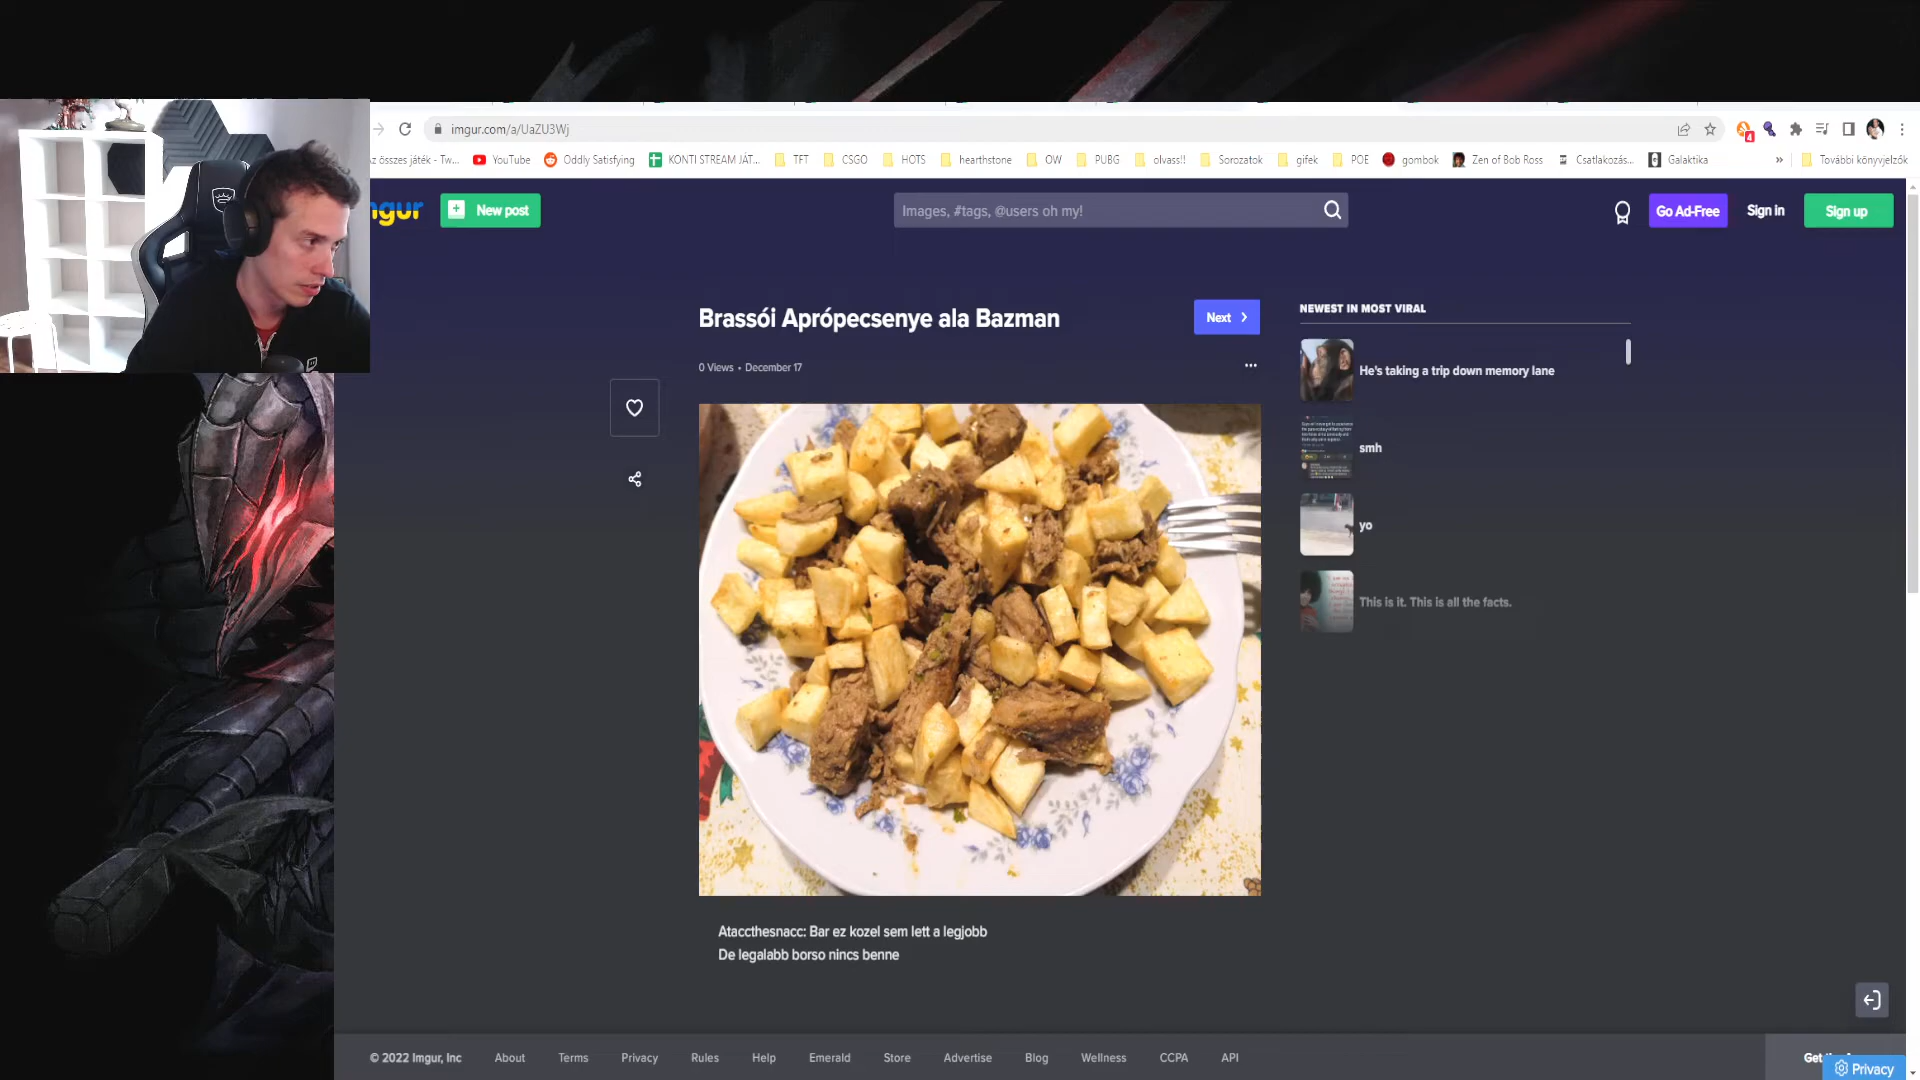 imgur.com/a/UaZU3Wj
az összes játék - Tw...
YouTube
Oddly Satisfying
KONTI STREAM JÁT...
TFT
CSGO
HOTS
hearthstone
OW
PUBG
olvass!!
Sorozatok
gifek
POE
gombok
Zen of Bob Ross
Csatlakozás...
Galaktika
»
További könyvjelzők
New post
Images, #tags, @users oh my!
Go Ad-Free
Sign in
Sign up
Brassói Aprópecsenye ala Bazman
Next
0 Views • December 17
NEWEST IN MOST VIRAL
He's taking a trip down memory lane
smh
yo
This is it. This is all the facts.
Ataccthesnacc: Bar ez kozel sem lett a legjobb
De legalabb borso nincs benne
© 2022 Imgur, Inc
About
Terms
Privacy
Rules
Help
Emerald
Store
Advertise
Blog
Wellness
CCPA
API
Privacy